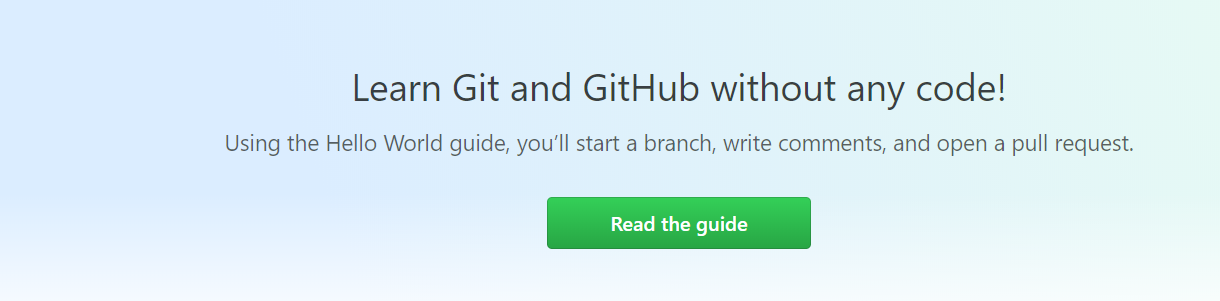 Learn Git and GitHub without any code!
Using the Hello World guide, you’ll start a branch, write comments, and open a pull request.
Read the guide